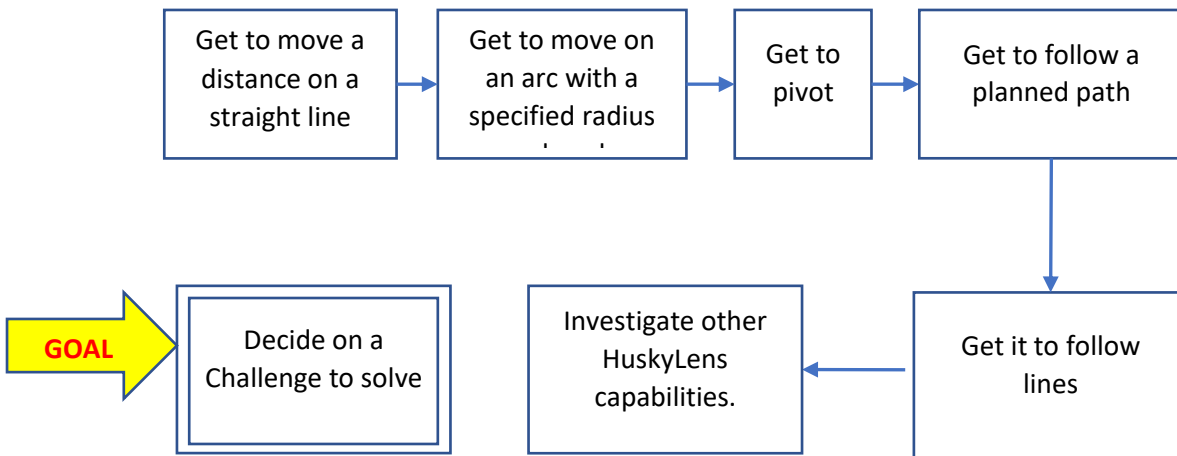 Get to move a
distance on a
straight line
Get to move on
an arc with a
specified radius
Get to
pivot
Get to follow a
planned path
GOAL
Decide on a
Challenge to solve
Investigate other
HuskyLens
capabilities.
Get it to follow
lines